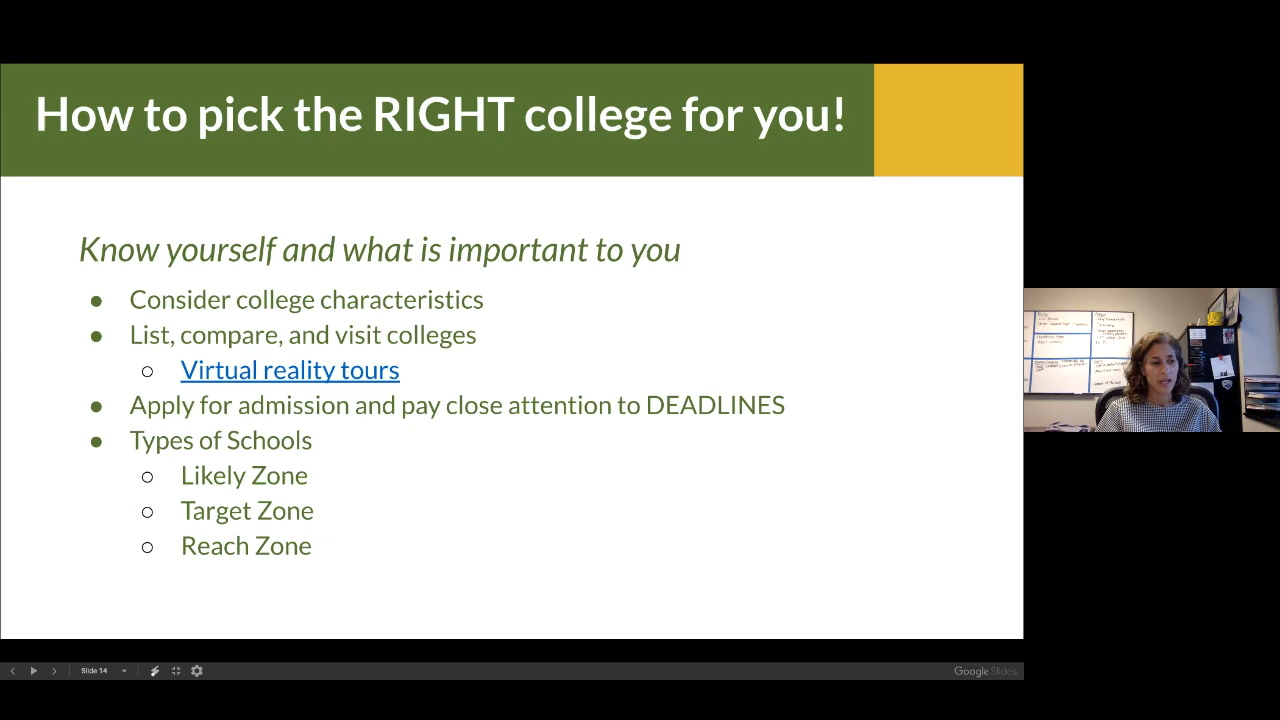 How to pick the RIGHT college for you!
Know yourself and what is important to you
● Consider college characteristics
● List, compare, and visit colleges
○ Virtual reality tours
● Apply for admission and pay close attention to DEADLINES
● Types of Schools
○ Likely Zone
○ Target Zone
○ Reach Zone
Slide 14
Google Slides